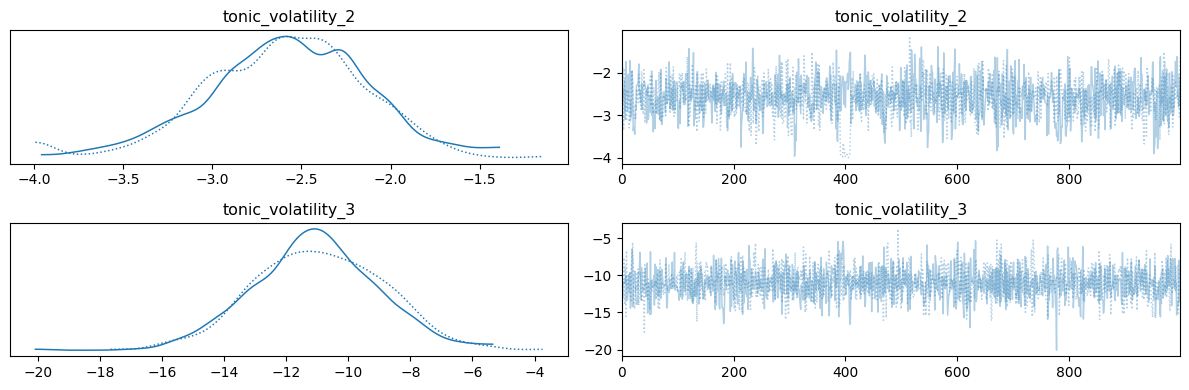 tonic_volatility_2
−4.0 −3.5 −3.0 −2.5 −2.0 −1.5
tonic_volatility_2
−2
−3
−4
0 200 400 600 800
tonic_volatility_3
−20 −18 −16 −14 −12 −10 −8 −6 −4
tonic_volatility_3
−5
−10
−15
−20
0 200 400 600 800